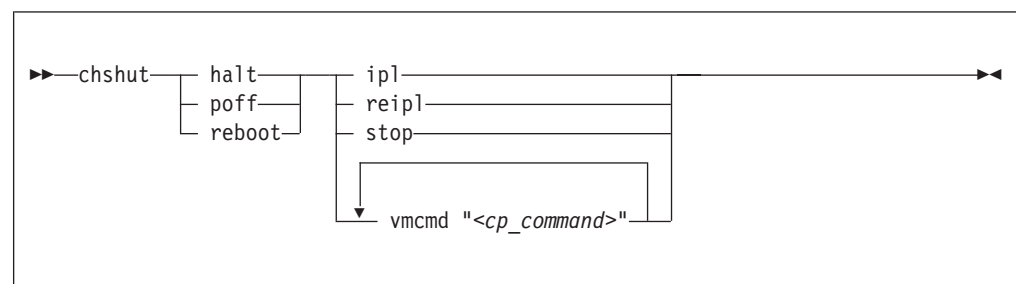 chshut halt ipl
poff reipl
reboot stop
vmcmd "<cp_command>"